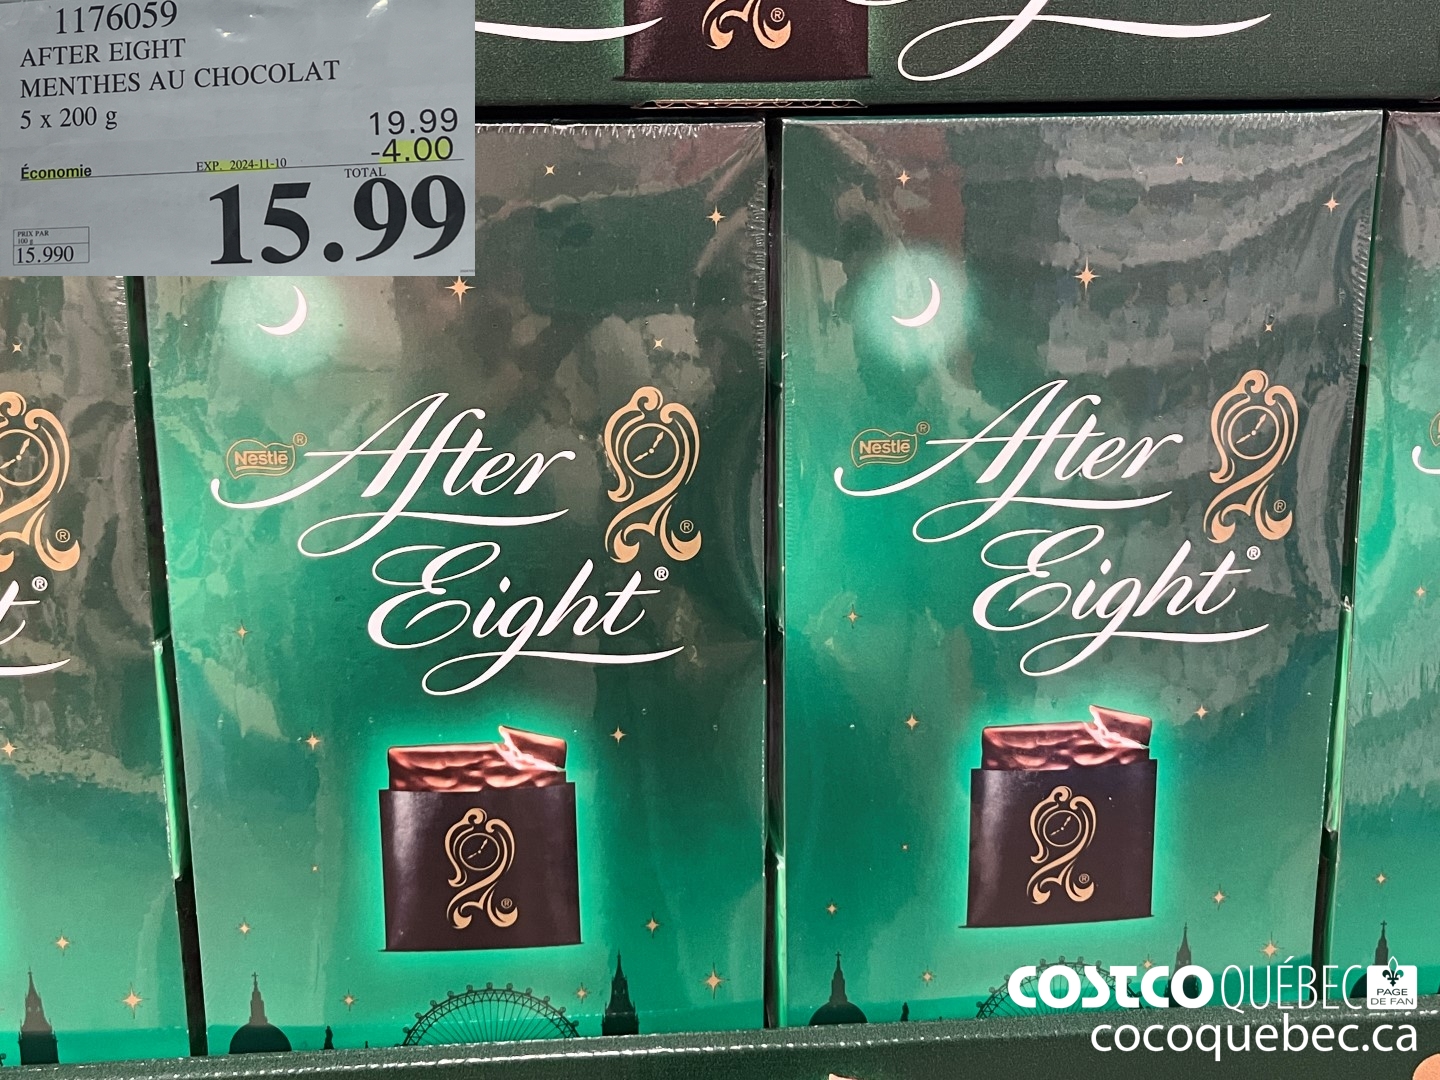 1176059
AFTER EIGHT
MENTHES AU CHOCOLAT
5 x 200 g
19.99
-4.00
Économie
EXP. 2024-11-10
TOTAL
15.99
PRIX PAR
100 g
15.990
®
Nestlé®
After
®
Eight®
Nestlé®
After
®
Eight®
®
t®
®
®
COSTCO QUÉBEC
PAGE
DE FAN
cocoquebec.ca